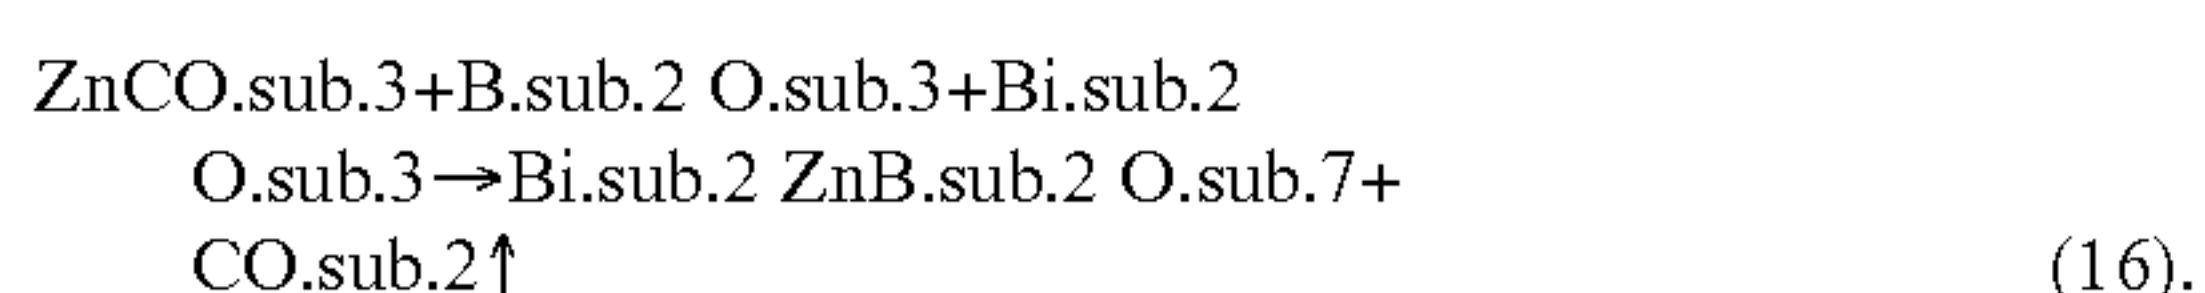 ZnCO.sub.3+B.sub.2 O.sub.3+Bi.sub.2
O.sub.3→Bi.sub.2 ZnB.sub.2 O.sub.7+
CO.sub.2↑ (16).